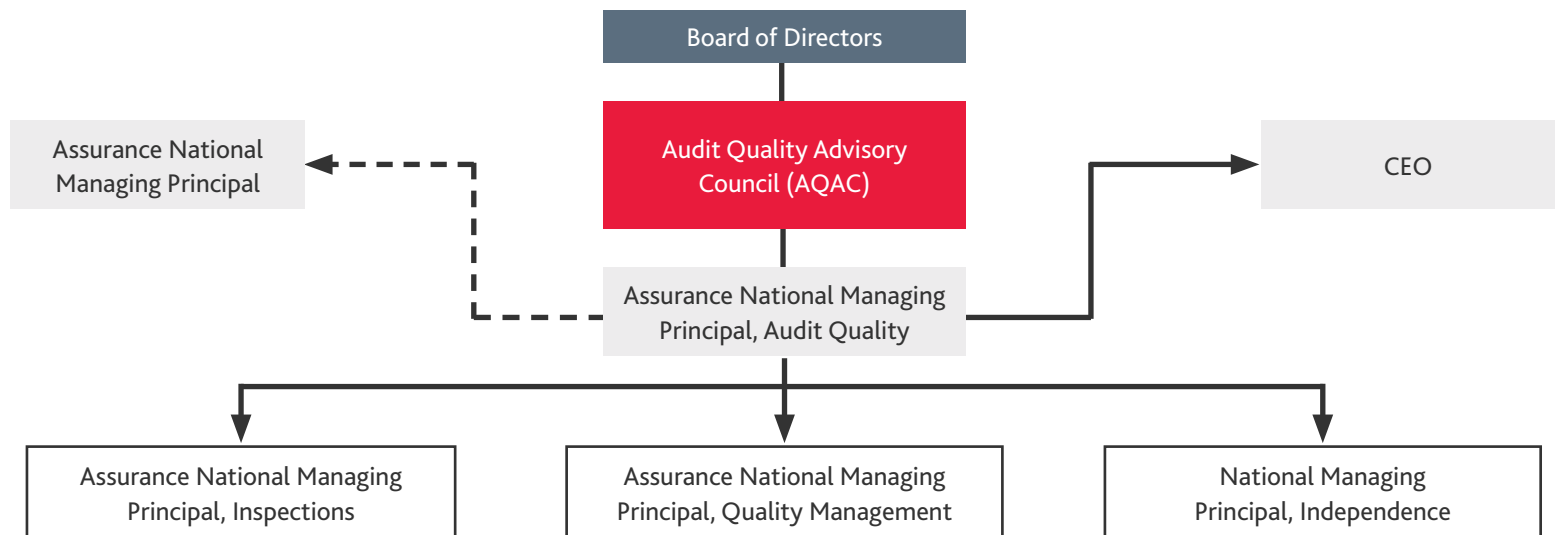 Board of Directors
Assurance National
Managing Principal
Audit Quality Advisory
Council (AQAC)
CEO
Assurance National Managing
Principal, Audit Quality
Assurance National Managing
Principal, Inspections
Assurance National Managing
Principal, Quality Management
National Managing
Principal, Independence